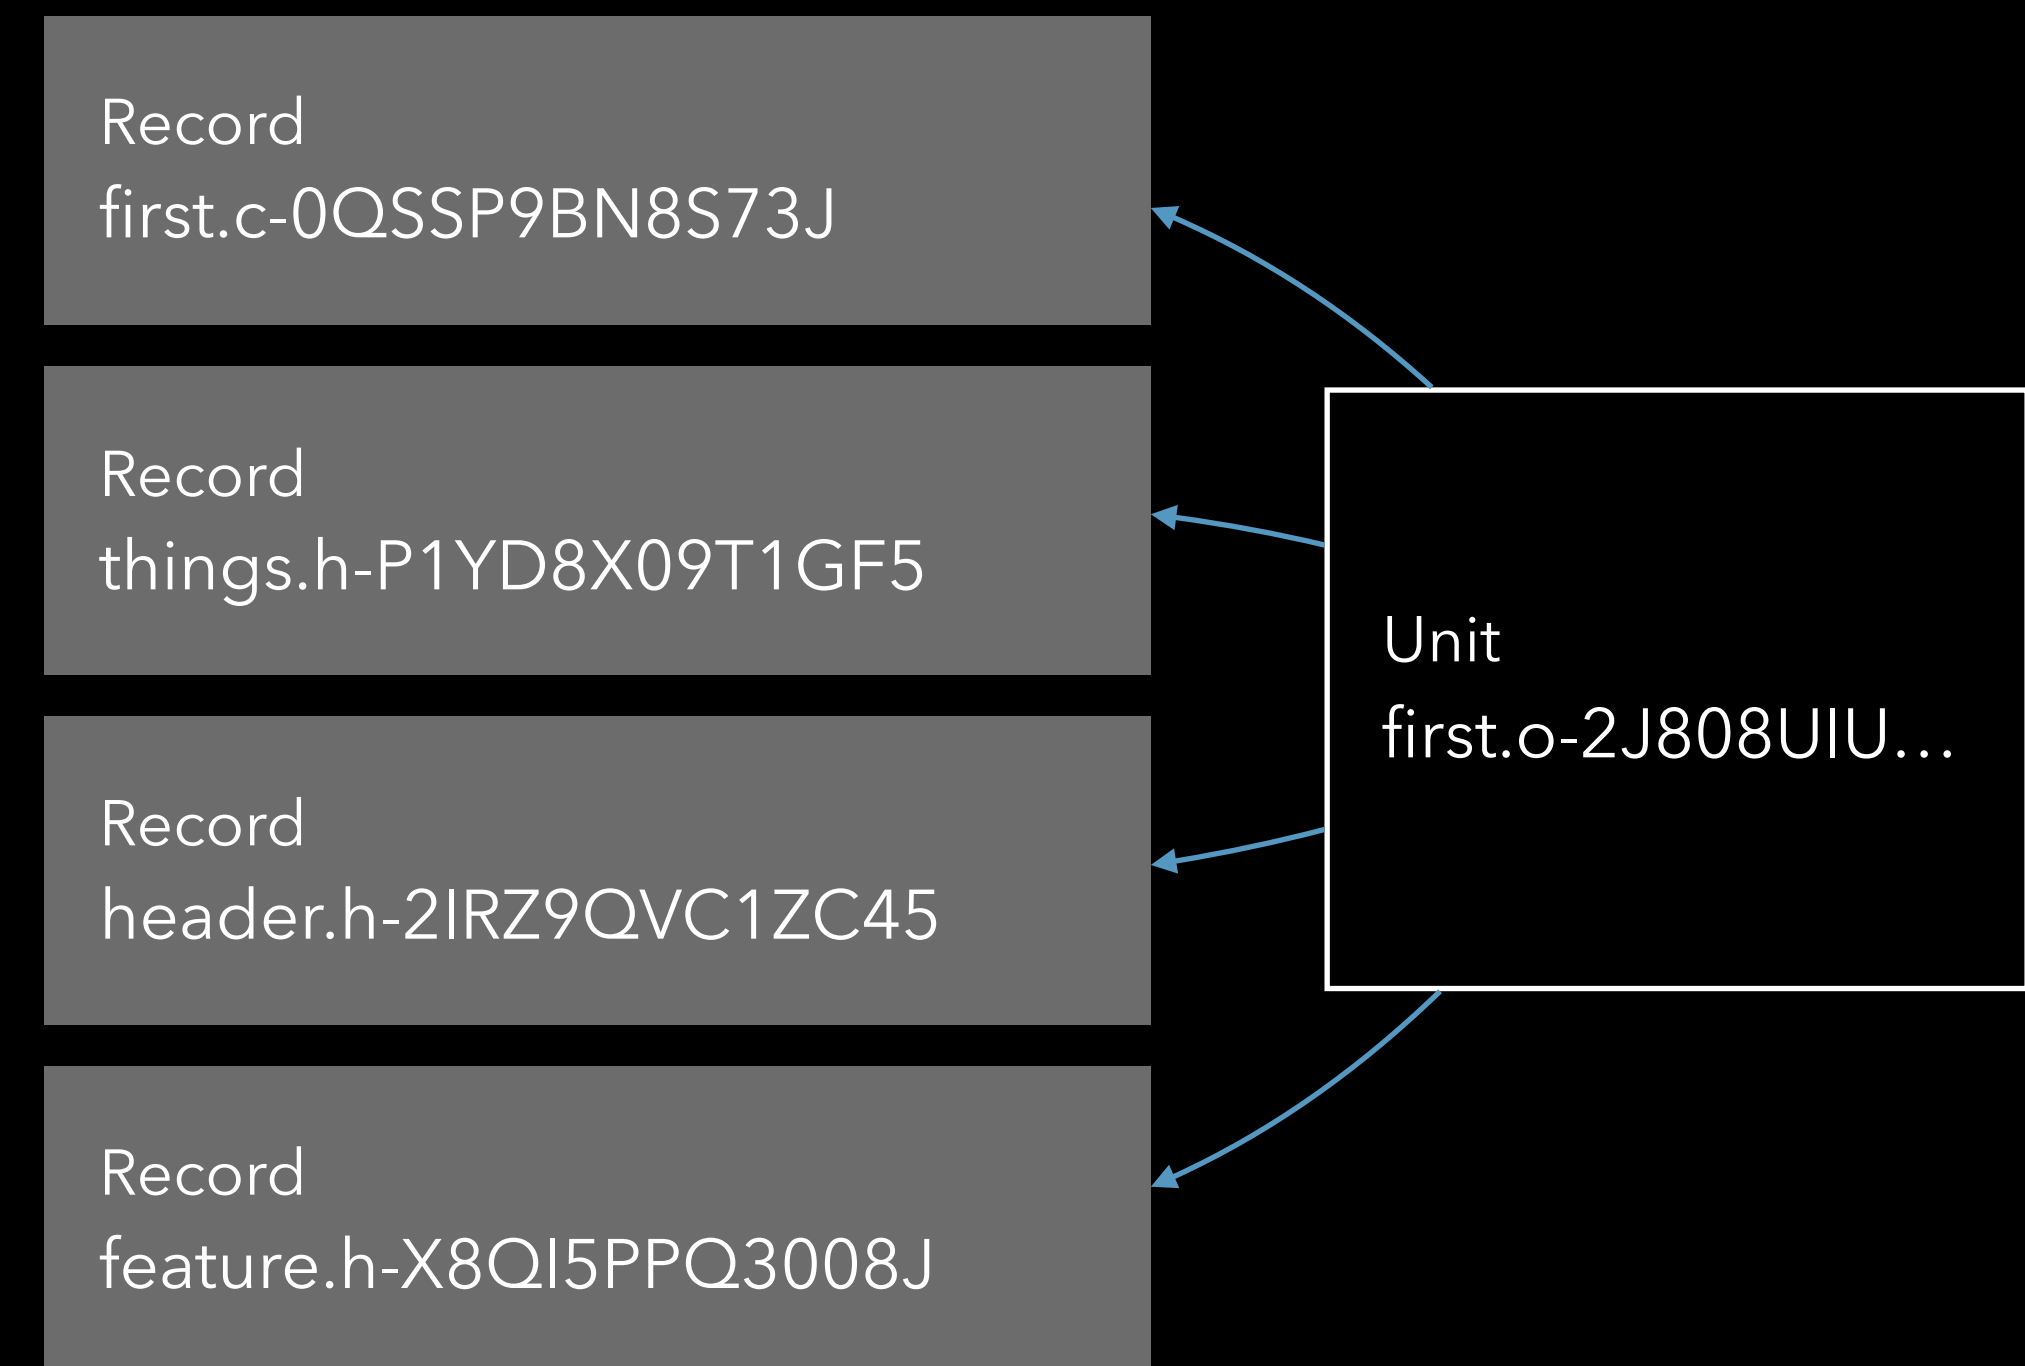 Record
first.c-0QSSP9BN8S73J
Record
things.h-P1YD8X09T1GF5
Record
header.h-2IRZ9QVC1ZC45
Record
feature.h-X8QI5PPQ3008J
Unit
first.o-2J808UIU…